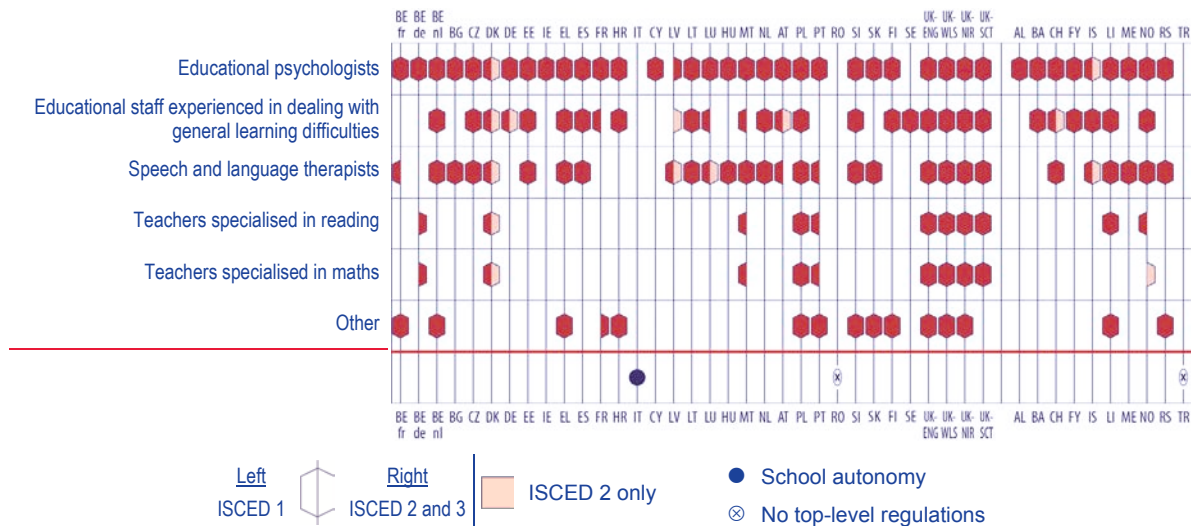 BE fr BE de BE nl BG CZ DK DE EE IE EL ES FR HR IT CY LV LT LU HU MT NL AT PL PT RO SI SK FI SE UK-ENG UK-WLS UK-NIR UK-SCT AL BA CH FY IS LI ME NO RS TR
Educational psychologists
Educational staff experienced in dealing with
general learning difficulties
Speech and language therapists
Teachers specialised in reading
Teachers specialised in maths
Other
BE fr BE de BE nl BG CZ DK DE EE IE EL ES FR HR IT CY LV LT LU HU MT NL AT PL PT RO SI SK FI SE UK-ENG UK-WLS UK-NIR UK-SCT AL BA CH FY IS LI ME NO RS TR
Left Right
ISCED 1 ISCED 2 and 3
ISCED 2 only
School autonomy
No top-level regulations